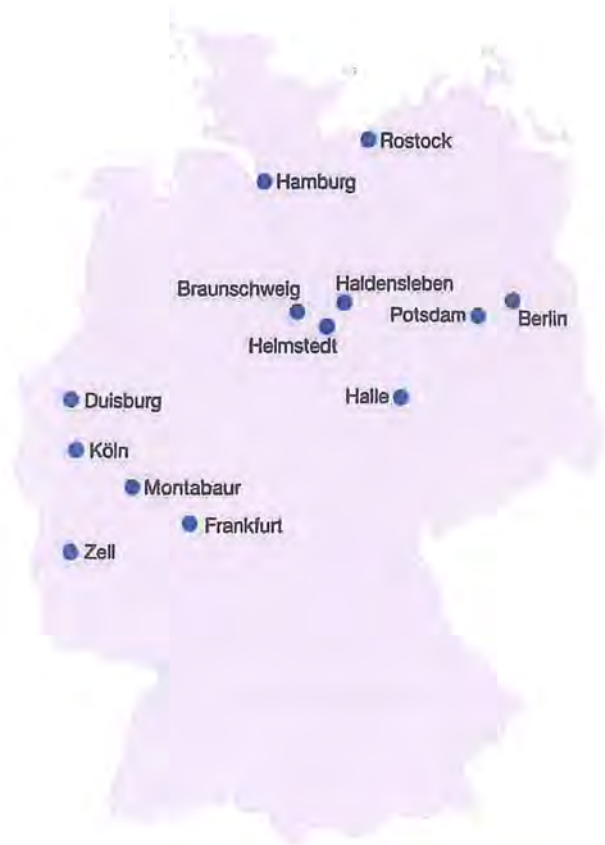 Rostock
Hamburg
Haldensleben
Braunschweig
Potsdam
Berlin
Helmstedt
Halle
Duisburg
Köln
Montabaur
Frankfurt
Zell